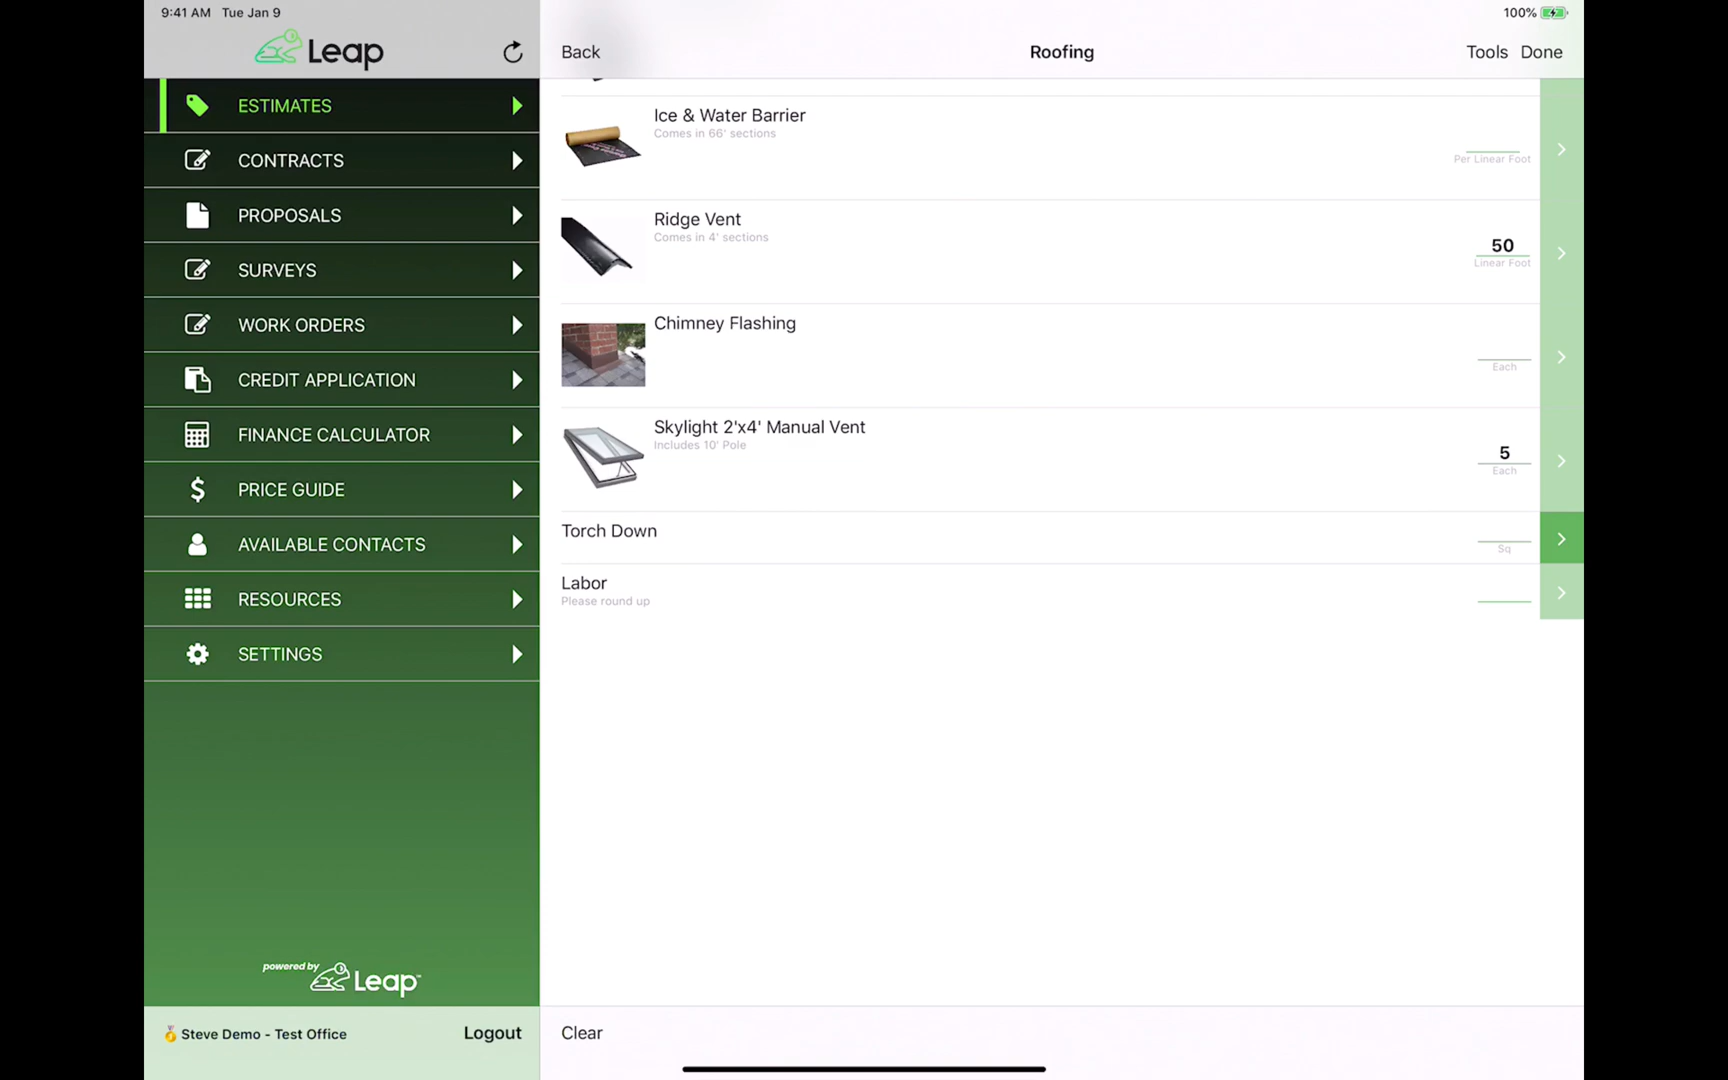 9:41 AM Tue Jan 9
100%
Leap
Back
Roofing
Tools Done
ESTIMATES
CONTRACTS
PROPOSALS
SURVEYS
WORK ORDERS
CREDIT APPLICATION
FINANCE CALCULATOR
PRICE GUIDE
AVAILABLE CONTACTS
RESOURCES
SETTINGS
powered by
Leap™
Steve Demo - Test Office
Logout
Ice & Water Barrier
Comes in 66' sections
Per Linear Foot
Ridge Vent
Comes in 4' sections
50
Linear Foot
Chimney Flashing
Each
Skylight 2'x4' Manual Vent
Includes 10' Pole
5
Each
Torch Down
Sq
Labor
Please round up
Clear